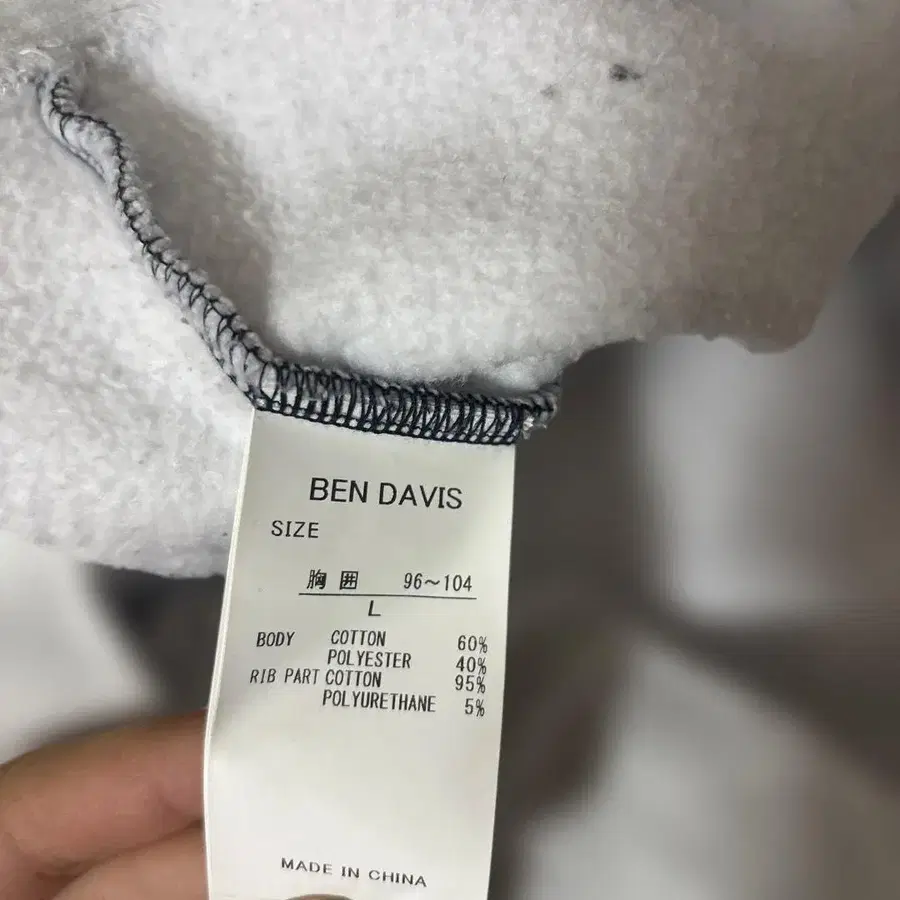 BEN DAVIS
SIZE
胸囲 96~104
L
BODY COTTON 60%
POLYESTER 40%
RIB PART COTTON 95%
POLYURETHANE 5%
MADE IN CHINA